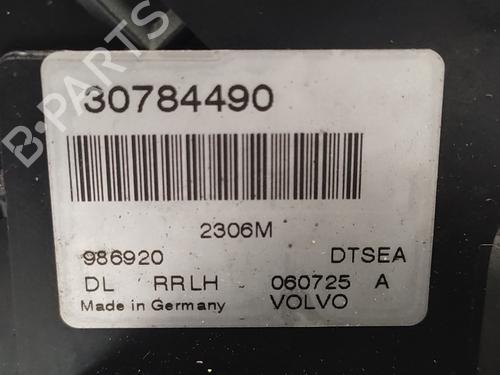 B-PARTS
30784490
2306M
986920 DTSEA
DL RRLH 060725 A
Made in Germany VOLVO